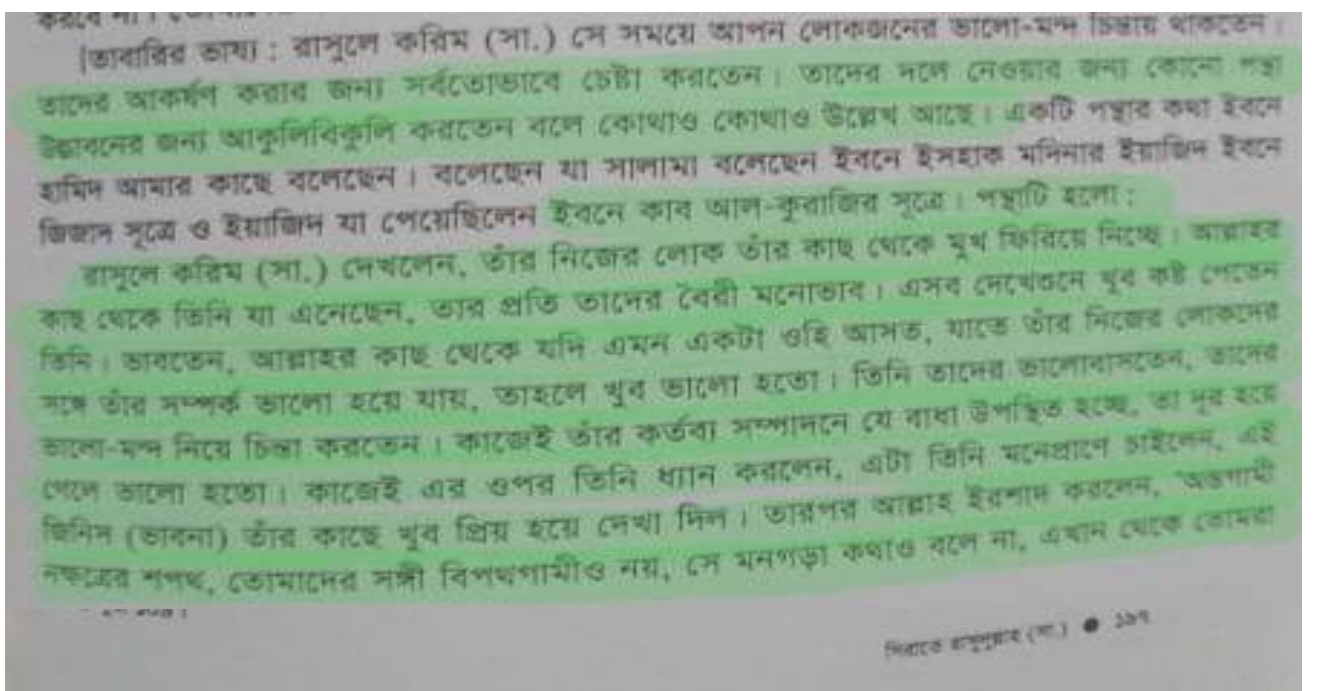 করবে না। তোমাদের
[তাবারির ভাষ্য : রাসুলে করিম (সা.) সে সময়ে আপন লোকজনের ভালো-মন্দ চিন্তায় থাকতেন।
তাদের আকর্ষণ করার জন্য সর্বতোভাবে চেষ্টা করতেন। তাদের দলে নেওয়ার জন্য কোনো পন্থা
উদ্ভাবনের জন্য আকুলিবিকুলি করতেন বলে কোথাও কোথাও উল্লেখ আছে। একটি পন্থার কথা ইবনে
হামিদ আমার কাছে বলেছেন। বলেছেন যা সালামা বলেছেন ইবনে ইসহাক মদিনার ইয়াজিদ ইবনে
জিয়াদ সূত্রে ও ইয়াজিদ যা পেয়েছিলেন ইবনে কাব আল-কুরাজির সূত্রে। পন্থাটি হলো :
রাসুলে করিম (সা.) দেখলেন, তাঁর নিজের লোক তাঁর কাছ থেকে মুখ ফিরিয়ে নিচ্ছে। আল্লাহর
কাছ থেকে তিনি যা এনেছেন, তার প্রতি তাদের বৈরী মনোভাব। এসব দেখেশুনে খুব কষ্ট পেতেন
তিনি। ভাবতেন, আল্লাহর কাছ থেকে যদি এমন একটা ওহি আসত, যাতে তাঁর নিজের লোকদের
সঙ্গে তাঁর সম্পর্ক ভালো হয়ে যায়, তাহলে খুব ভালো হতো। তিনি তাদের ভালোবাসতেন, তাদের
ভালো-মন্দ নিয়ে চিন্তা করতেন। কাজেই তাঁর কর্তব্য সম্পাদনে যে বাধা উপস্থিত হচ্ছে, তা দূর হয়ে
গেলে ভালো হতো। কাজেই এর ওপর তিনি ধ্যান করলেন, এটা তিনি মনেপ্রাণে চাইলেন, এই
জিনিস (ভাবনা) তাঁর কাছে খুব প্রিয় হয়ে দেখা দিল। তারপর আল্লাহ ইরশাদ করলেন, 'অস্তগামী
নক্ষত্রের শপথ, তোমাদের সঙ্গী বিপথগামীও নয়, সে মনগড়া কথাও বলে না, এখান থেকে তোমরা
সিরাতে রাসুলুল্লাহ (সা.) ● ১৯৭